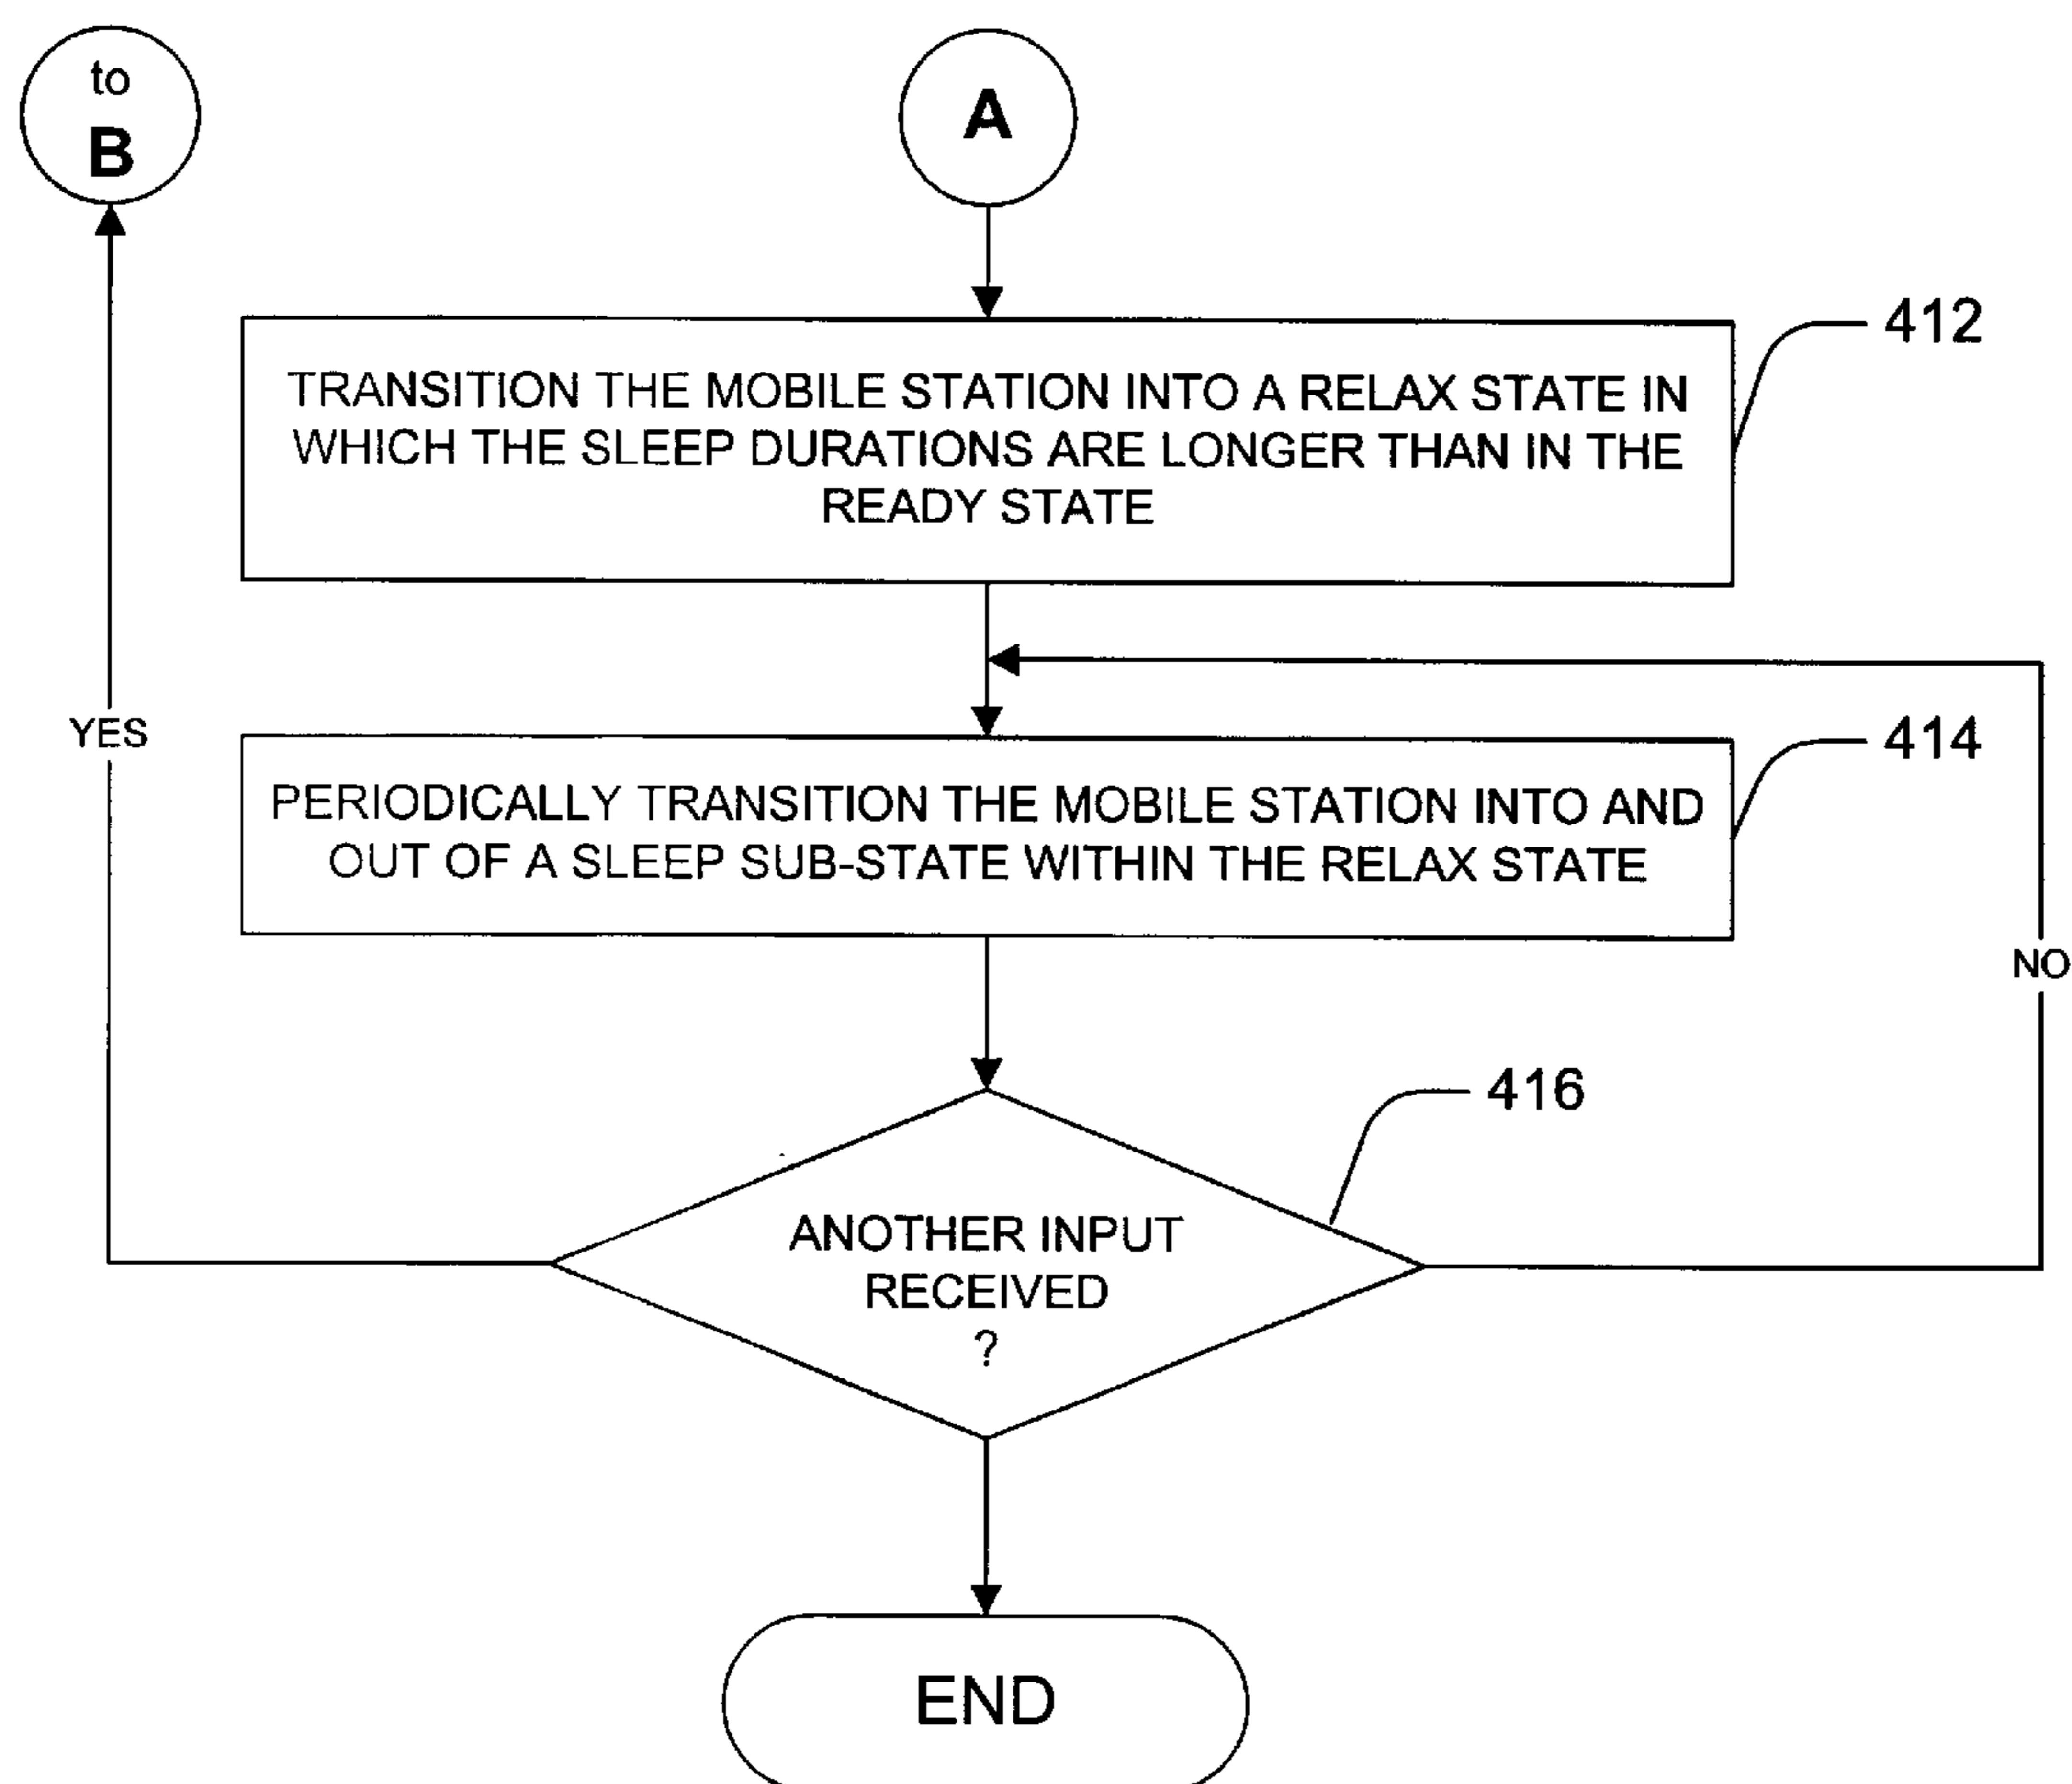 to
B
A
412
TRANSITION THE MOBILE STATION INTO A RELAX STATE IN
WHICH THE SLEEP DURATIONS ARE LONGER THAN IN THE
READY STATE
YES
414
PERIODICALLY TRANSITION THE MOBILE STATION INTO AND
OUT OF A SLEEP SUB-STATE WITHIN THE RELAX STATE
NO
416
ANOTHER INPUT
RECEIVED
?
END